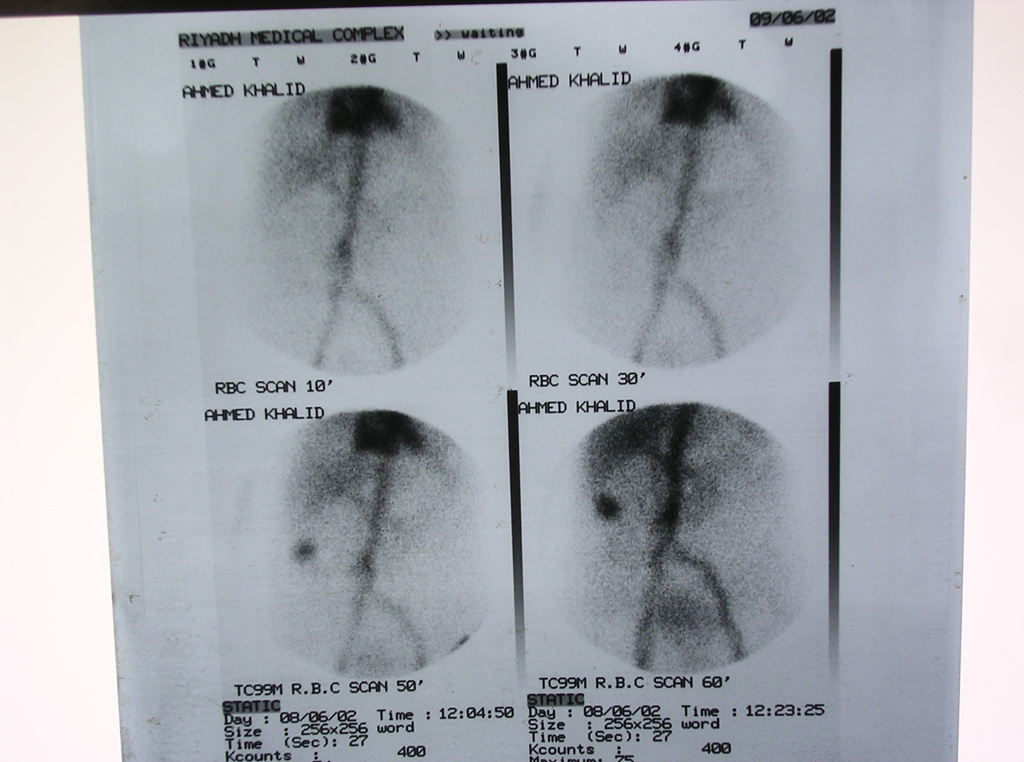 09/06/02
RIYADH MEDICAL COMPLEX >> waiting
1#G T W 2#G T W 3#G T W 4#G T W
AHMED KHALID
AHMED KHALID
RBC SCAN 10'
RBC SCAN 30'
AHMED KHALID
AHMED KHALID
TC99M R.B.C SCAN 50'
STATIC
Day : 08/06/02 Time : 12:04:50
Size : 256x256 word
Time (Sec): 27
Kcounts : 400
TC99M R.B.C SCAN 60'
STATIC
Day : 08/06/02 Time : 12:23:25
Size : 256x256 word
Time (Sec): 27
Kcounts : 400
Maximum: 75